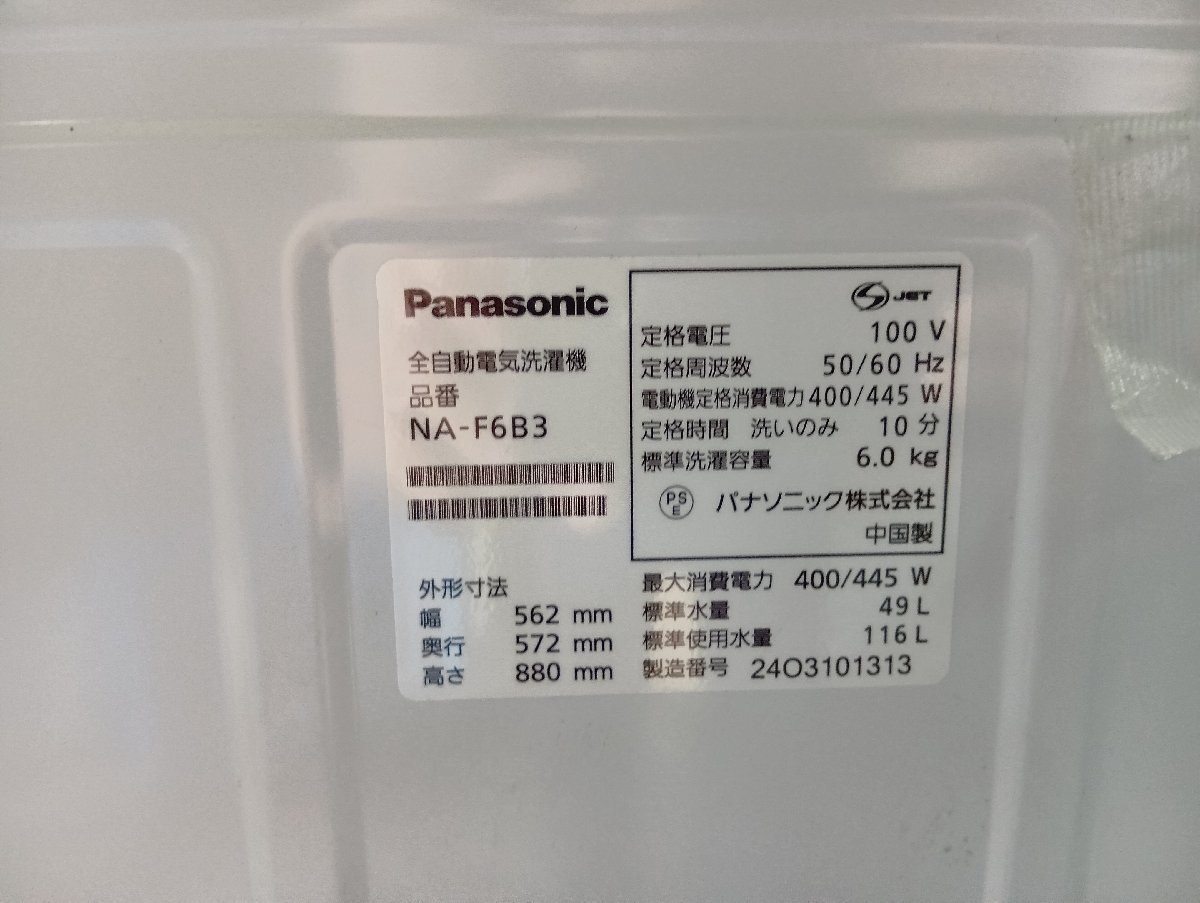 Panasonic
全自動電気洗濯機
品番
NA-F6B3
外形寸法
幅 562 mm
奥行 572 mm
高さ 880 mm
JET
定格電圧 100 V
定格周波数 50/60 Hz
電動機定格消費電力 400/445 W
定格時間 洗いのみ 10 分
標準洗濯容量 6.0 kg
PS
E
パナソニック株式会社
中国製
最大消費電力 400/445 W
標準水量 49 L
標準使用水量 116 L
製造番号 24O3101313